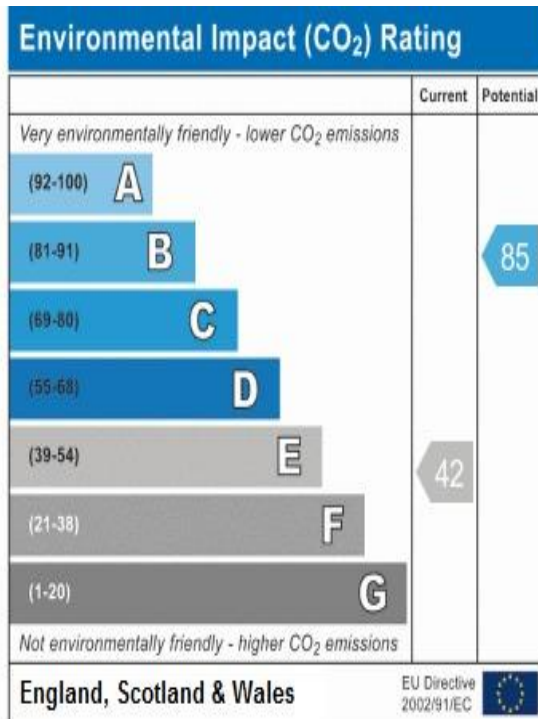 Environmental Impact (CO₂) Rating
Current Potential
Very environmentally friendly - lower CO₂ emissions
(92-100) A
(81-91) B
85
(69-80) C
(55-68) D
(39-54) E
42
(21-38) F
(1-20) G
Not environmentally friendly - higher CO₂ emissions
England, Scotland & Wales
EU Directive
2002/91/EC